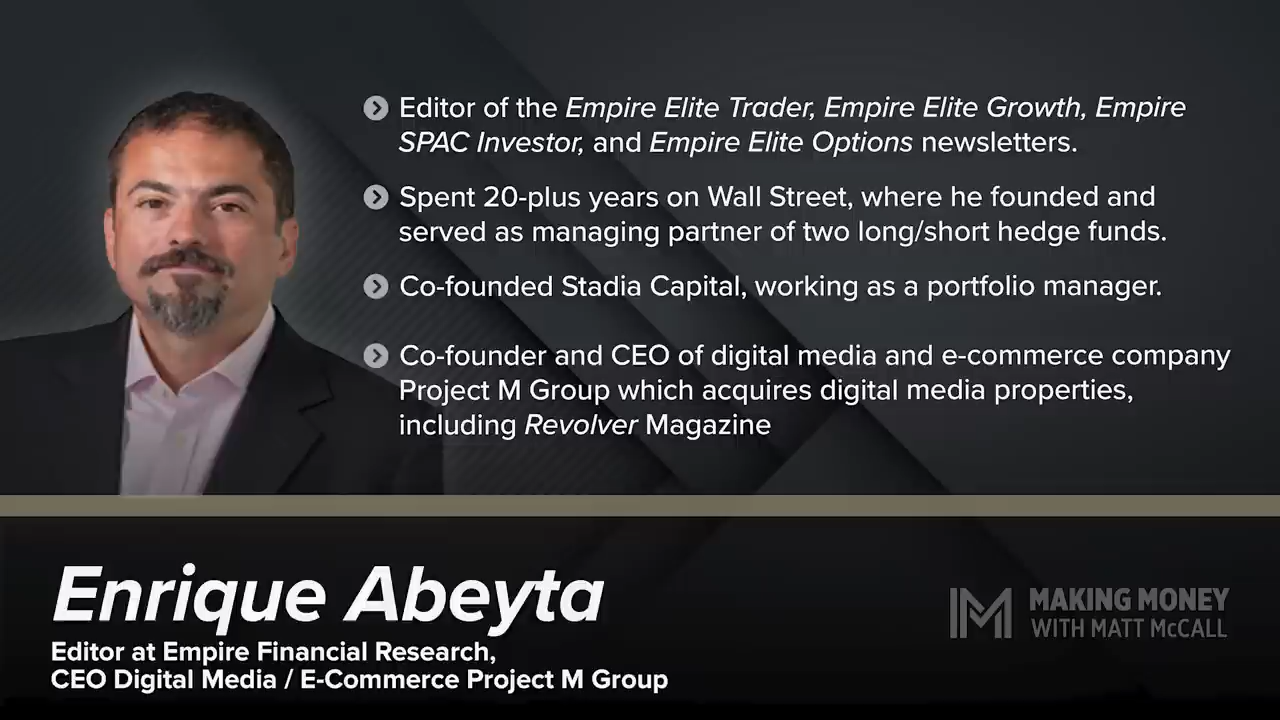 Editor of the Empire Elite Trader, Empire Elite Growth, Empire
SPAC Investor, and Empire Elite Options newsletters.
Spent 20-plus years on Wall Street, where he founded and
served as managing partner of two long/short hedge funds.
Co-founded Stadia Capital, working as a portfolio manager.
Co-founder and CEO of digital media and e-commerce company
Project M Group which acquires digital media properties,
including Revolver Magazine
Enrique Abeyta
Editor at Empire Financial Research,
CEO Digital Media / E-Commerce Project M Group
MAKING MONEY
WITH MATT McCALL